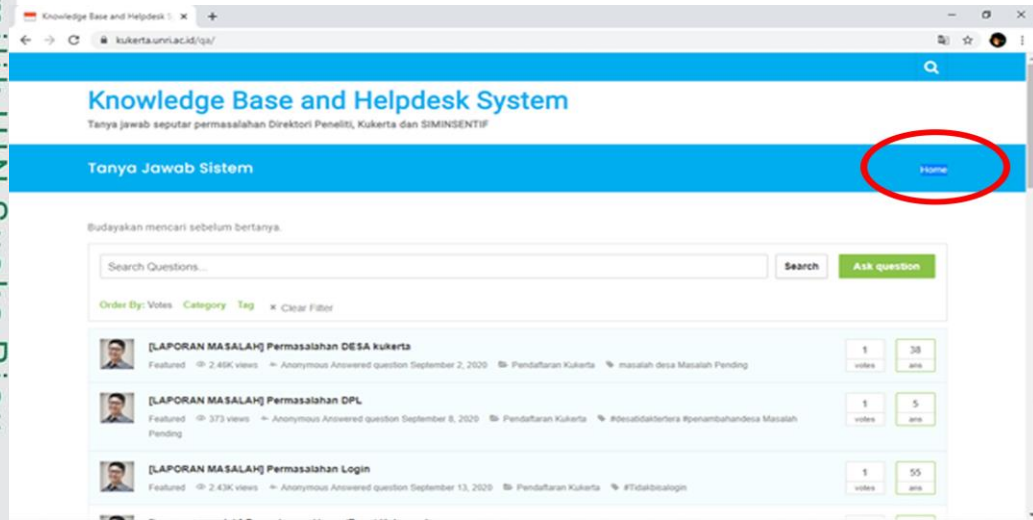 Knowledge Base and Helpdesk S
kukerta.unri.ac.id/qa/
Knowledge Base and Helpdesk System
Tanya jawab seputar permasalahan Direktori Peneliti, Kukerta dan SIMINSENTIF
Tanya Jawab Sistem
Home
Budayakan mencari sebelum bertanya.
Search Questions...
Search
Ask question
Order By: Votes Category Tag × Clear Filter
[LAPORAN MASALAH] Permasalahan DESA kukerta
Featured 2.46K views Anonymous Answered question September 2, 2020 Pendaftaran Kukerta masalah desa Masalah Pending
1 38
votes ans
[LAPORAN MASALAH] Permasalahan DPL
Featured 373 views Anonymous Answered question September 8, 2020 Pendaftaran Kukerta #desatidaktertera #penambahandesa Masalah
Pending
1 5
votes ans
[LAPORAN MASALAH] Permasalahan Login
Featured 2.43K views Anonymous Answered question September 13, 2020 Pendaftaran Kukerta #Tidakbisalogin
1 55
votes ans